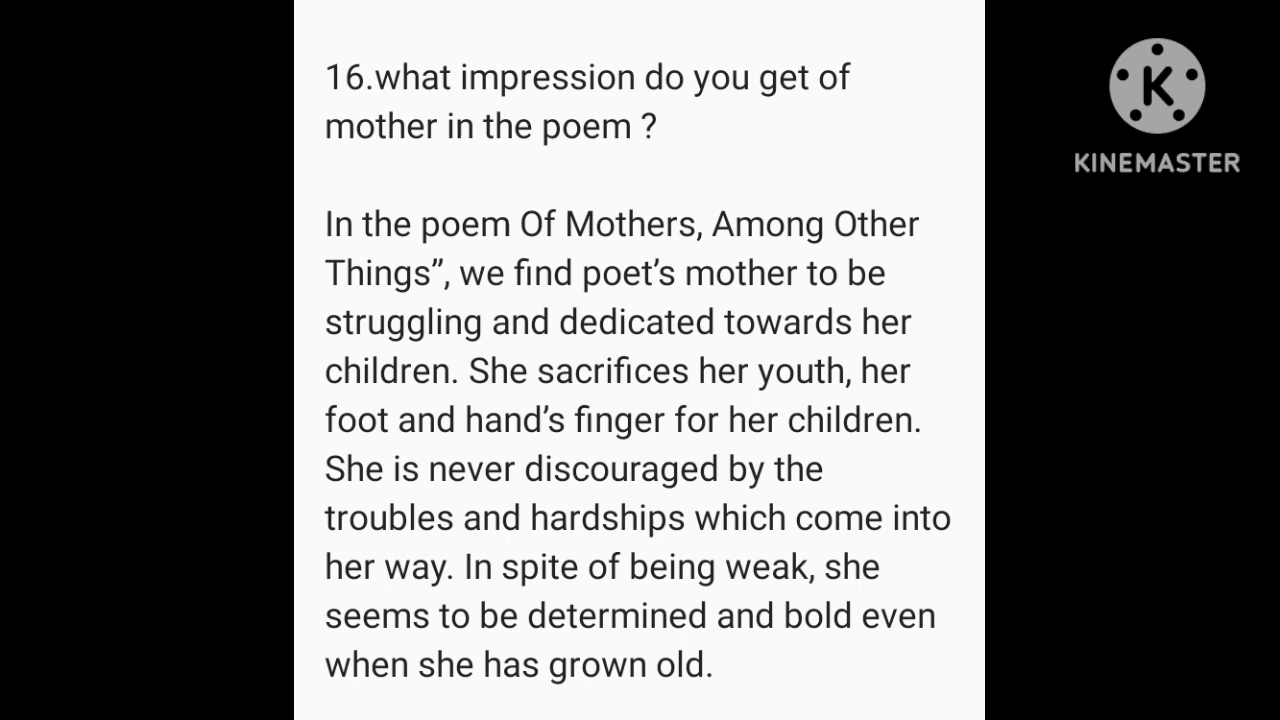 16.what impression do you get of
mother in the poem ?
In the poem Of Mothers, Among Other
Things”, we find poet’s mother to be
struggling and dedicated towards her
children. She sacrifices her youth, her
foot and hand’s finger for her children.
She is never discouraged by the
troubles and hardships which come into
her way. In spite of being weak, she
seems to be determined and bold even
when she has grown old.
K
KINEMASTER